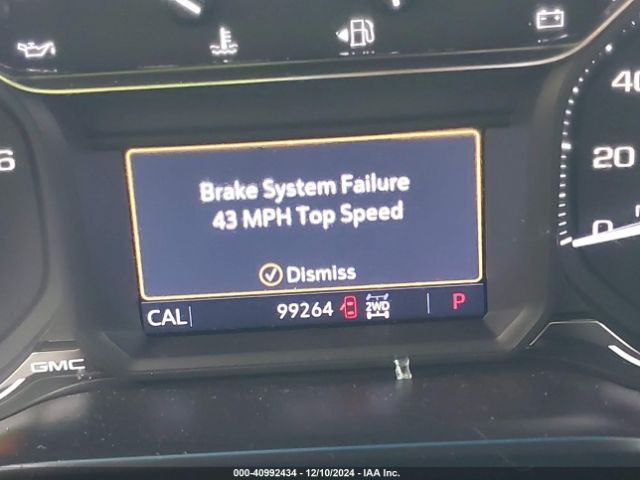 40
6
20
0
Brake System Failure
43 MPH Top Speed
Dismiss
CAL 99264 2WD P
GMC
000-40992434 - 12/10/2024 - IAA Inc.